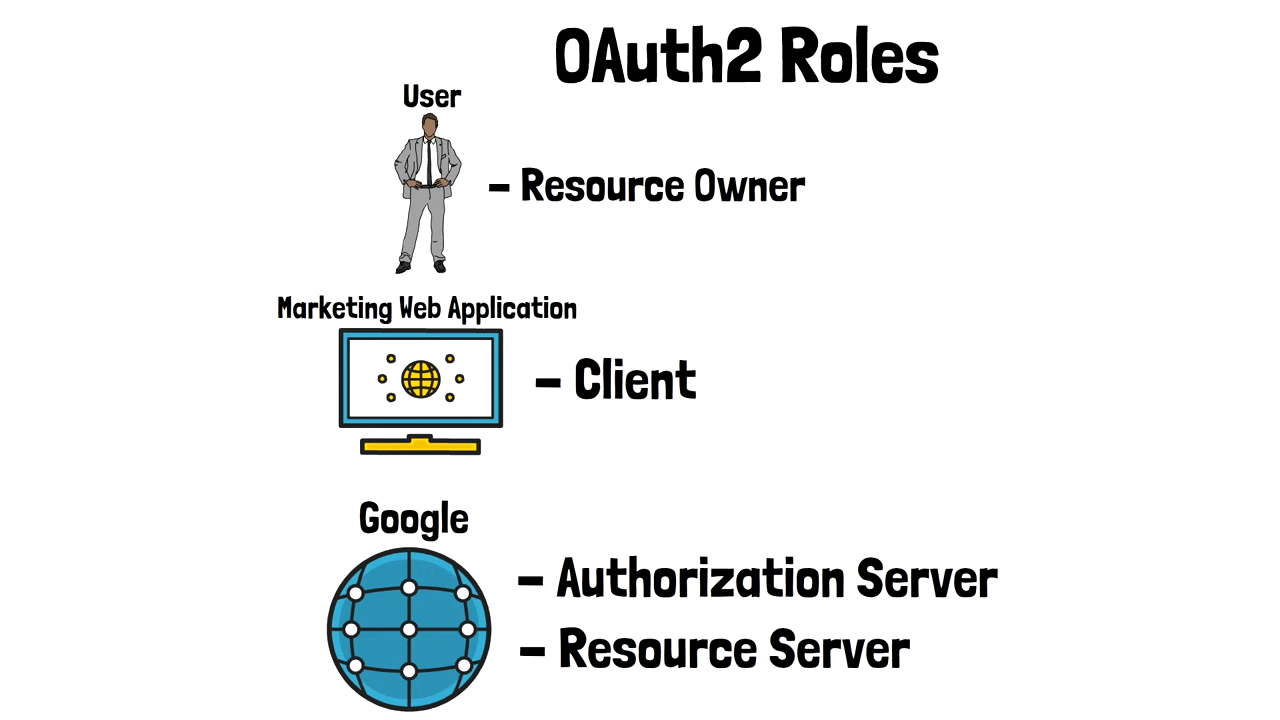 OAuth2 Roles
User
– Resource Owner
Marketing Web Application
– Client
Google
– Authorization Server
– Resource Server